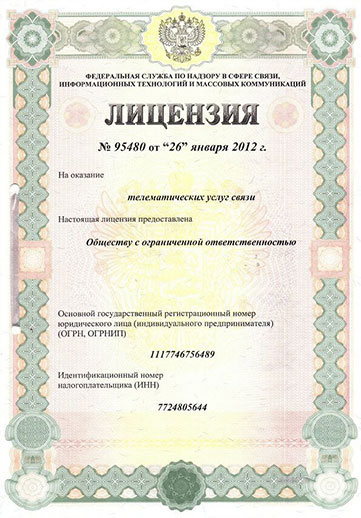 ФЕДЕРАЛЬНАЯ СЛУЖБА ПО НАДЗОРУ В СФЕРЕ СВЯЗИ,
ИНФОРМАЦИОННЫХ ТЕХНОЛОГИЙ И МАССОВЫХ КОММУНИКАЦИЙ
ЛИЦЕНЗИЯ
№ 95480 от “26” января 2012 г.
На оказание
телематических услуг связи
Настоящая лицензия предоставлена
Обществу с ограниченной ответственностью
Основной государственный регистрационный номер
юридического лица (индивидуального предпринимателя)
(ОГРН, ОГРНИП)
1117746756489
Идентификационный номер
налогоплательщика (ИНН)
7724805644